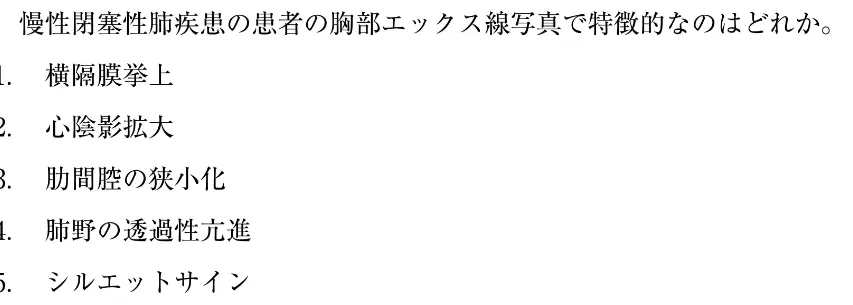 慢性閉塞性肺疾患の患者の胸部エックス線写真で特徴的なのはどれか。
1. 横隔膜挙上
2. 心陰影拡大
3. 肋間腔の狭小化
4. 肺野の透過性亢進
5. シルエットサイン